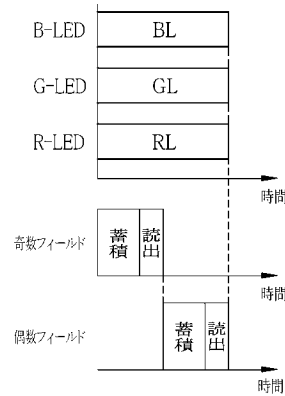 B-LED BL
G-LED GL
R-LED RL
時間
奇数フィールド 蓄積 読出
時間
偶数フィールド 蓄積 読出
時間